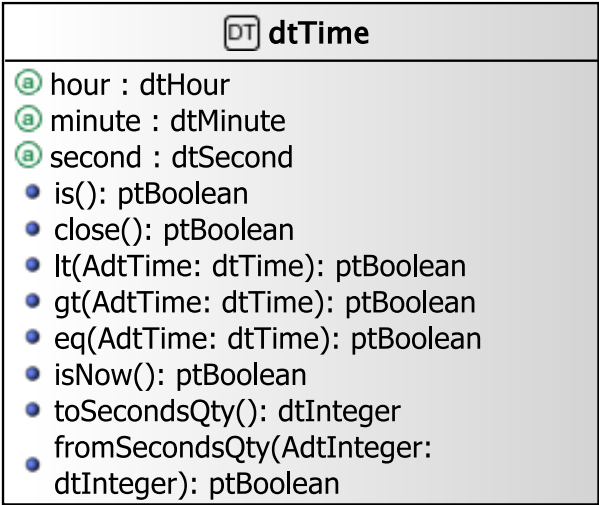 DT dtTime
a hour : dtHour
a minute : dtMinute
a second : dtSecond
is(): ptBoolean
close(): ptBoolean
lt(AdtTime: dtTime): ptBoolean
gt(AdtTime: dtTime): ptBoolean
eq(AdtTime: dtTime): ptBoolean
isNow(): ptBoolean
toSecondsQty(): dtInteger
fromSecondsQty(AdtInteger:
dtInteger): ptBoolean